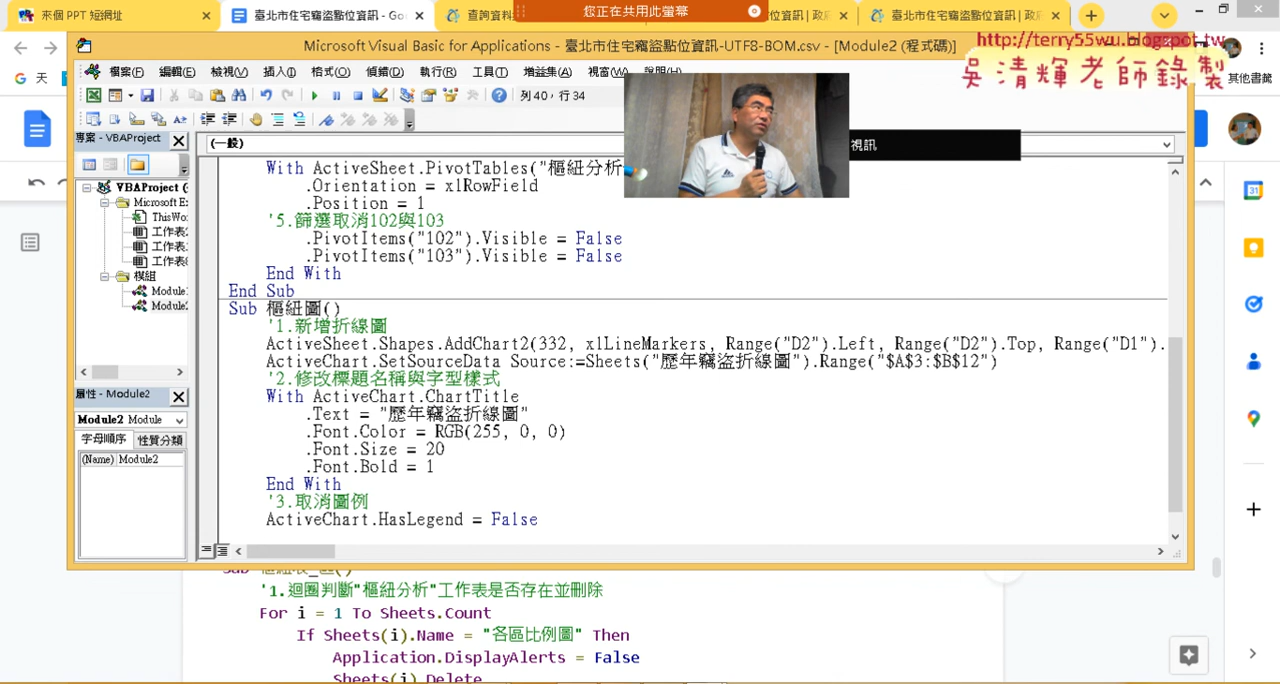 來個 PPT 短網址
臺北市住宅竊盜點位資訊 - Go
查詢資料
您正在共用此螢幕
位資訊 | 政府
臺北市住宅竊盜點位資訊 | 政
Microsoft Visual Basic for Applications - 臺北市住宅竊盜點位資訊-UTF8-BOM.csv - [Module2 (程式碼)]
http://terry55wu.blogspot.tw
吳清輝老師錄製
其他書籤
G 天
檔案(F) 編輯(E) 檢視(V) 插入(I) 格式(O) 偵錯(D) 執行(R) 工具(T) 增益集(A) 視窗(W) 說明(H)
列 40，行 34
視訊
專案 - VBAProject
(一般)
VBAProject (
Microsoft Ex
ThisWo
工作表
工作表
工作表
模組
Module
Module2
屬性 - Module2
Module2 Module
字母順序 性質分類
(Name) Module2
With ActiveSheet.PivotTables("樞紐分析
.Orientation = xlRowField
.Position = 1
'5.篩選取消102與103
.PivotItems("102").Visible = False
.PivotItems("103").Visible = False
End With
End Sub
Sub 樞紐圖()
'1.新增折線圖
ActiveSheet.Shapes.AddChart2(332, xlLineMarkers, Range("D2").Left, Range("D2").Top, Range("D1").
ActiveChart.SetSourceData Source:=Sheets("歷年竊盜折線圖").Range("$A$3:$B$12")
'2.修改標題名稱與字型樣式
With ActiveChart.ChartTitle
.Text = "歷年竊盜折線圖"
.Font.Color = RGB(255, 0, 0)
.Font.Size = 20
.Font.Bold = 1
End With
'3.取消圖例
ActiveChart.HasLegend = False
'1.迴圈判斷"樞紐分析"工作表是否存在並刪除
For i = 1 To Sheets.Count
If Sheets(i).Name = "各區比例圖" Then
Application.DisplayAlerts = False
Sheets(i).Delete
31